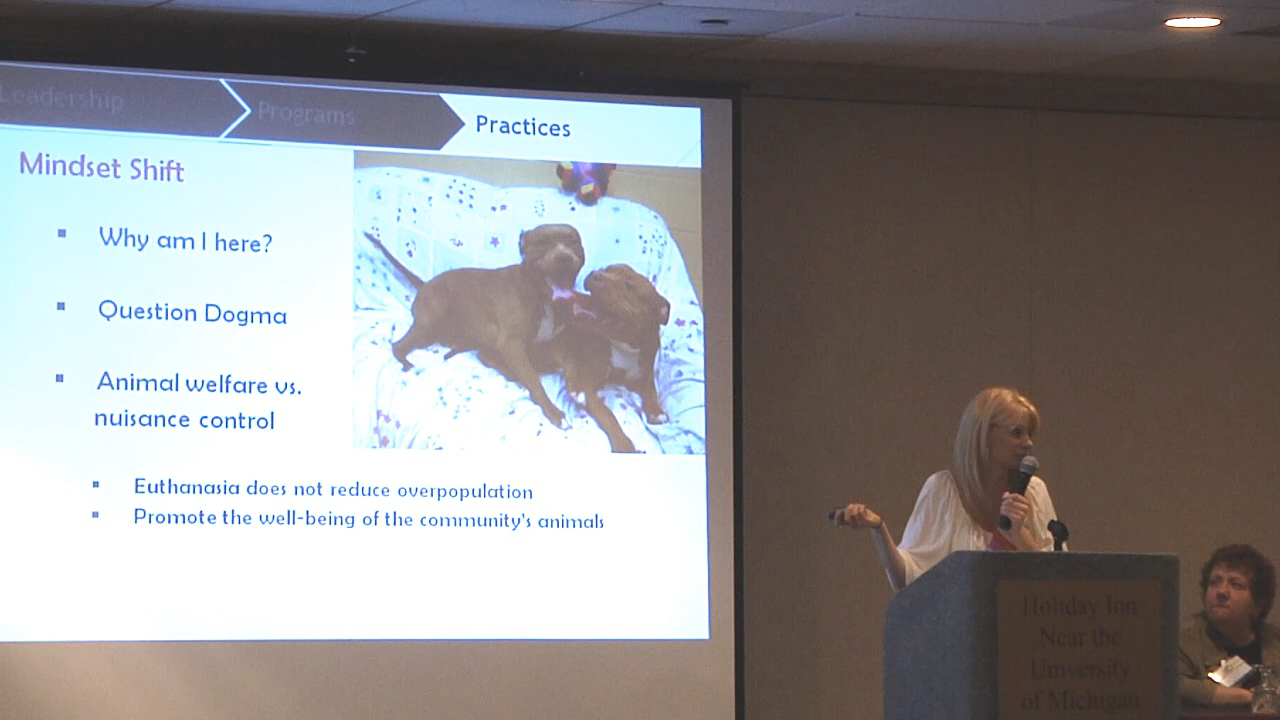 Leadership
Programs
Practices
Mindset Shift
Why am I here?
Question Dogma
Animal welfare vs.
nuisance control
Euthanasia does not reduce overpopulation
Promote the well-being of the community's animals
Holiday Inn
Near the
University
of Michigan